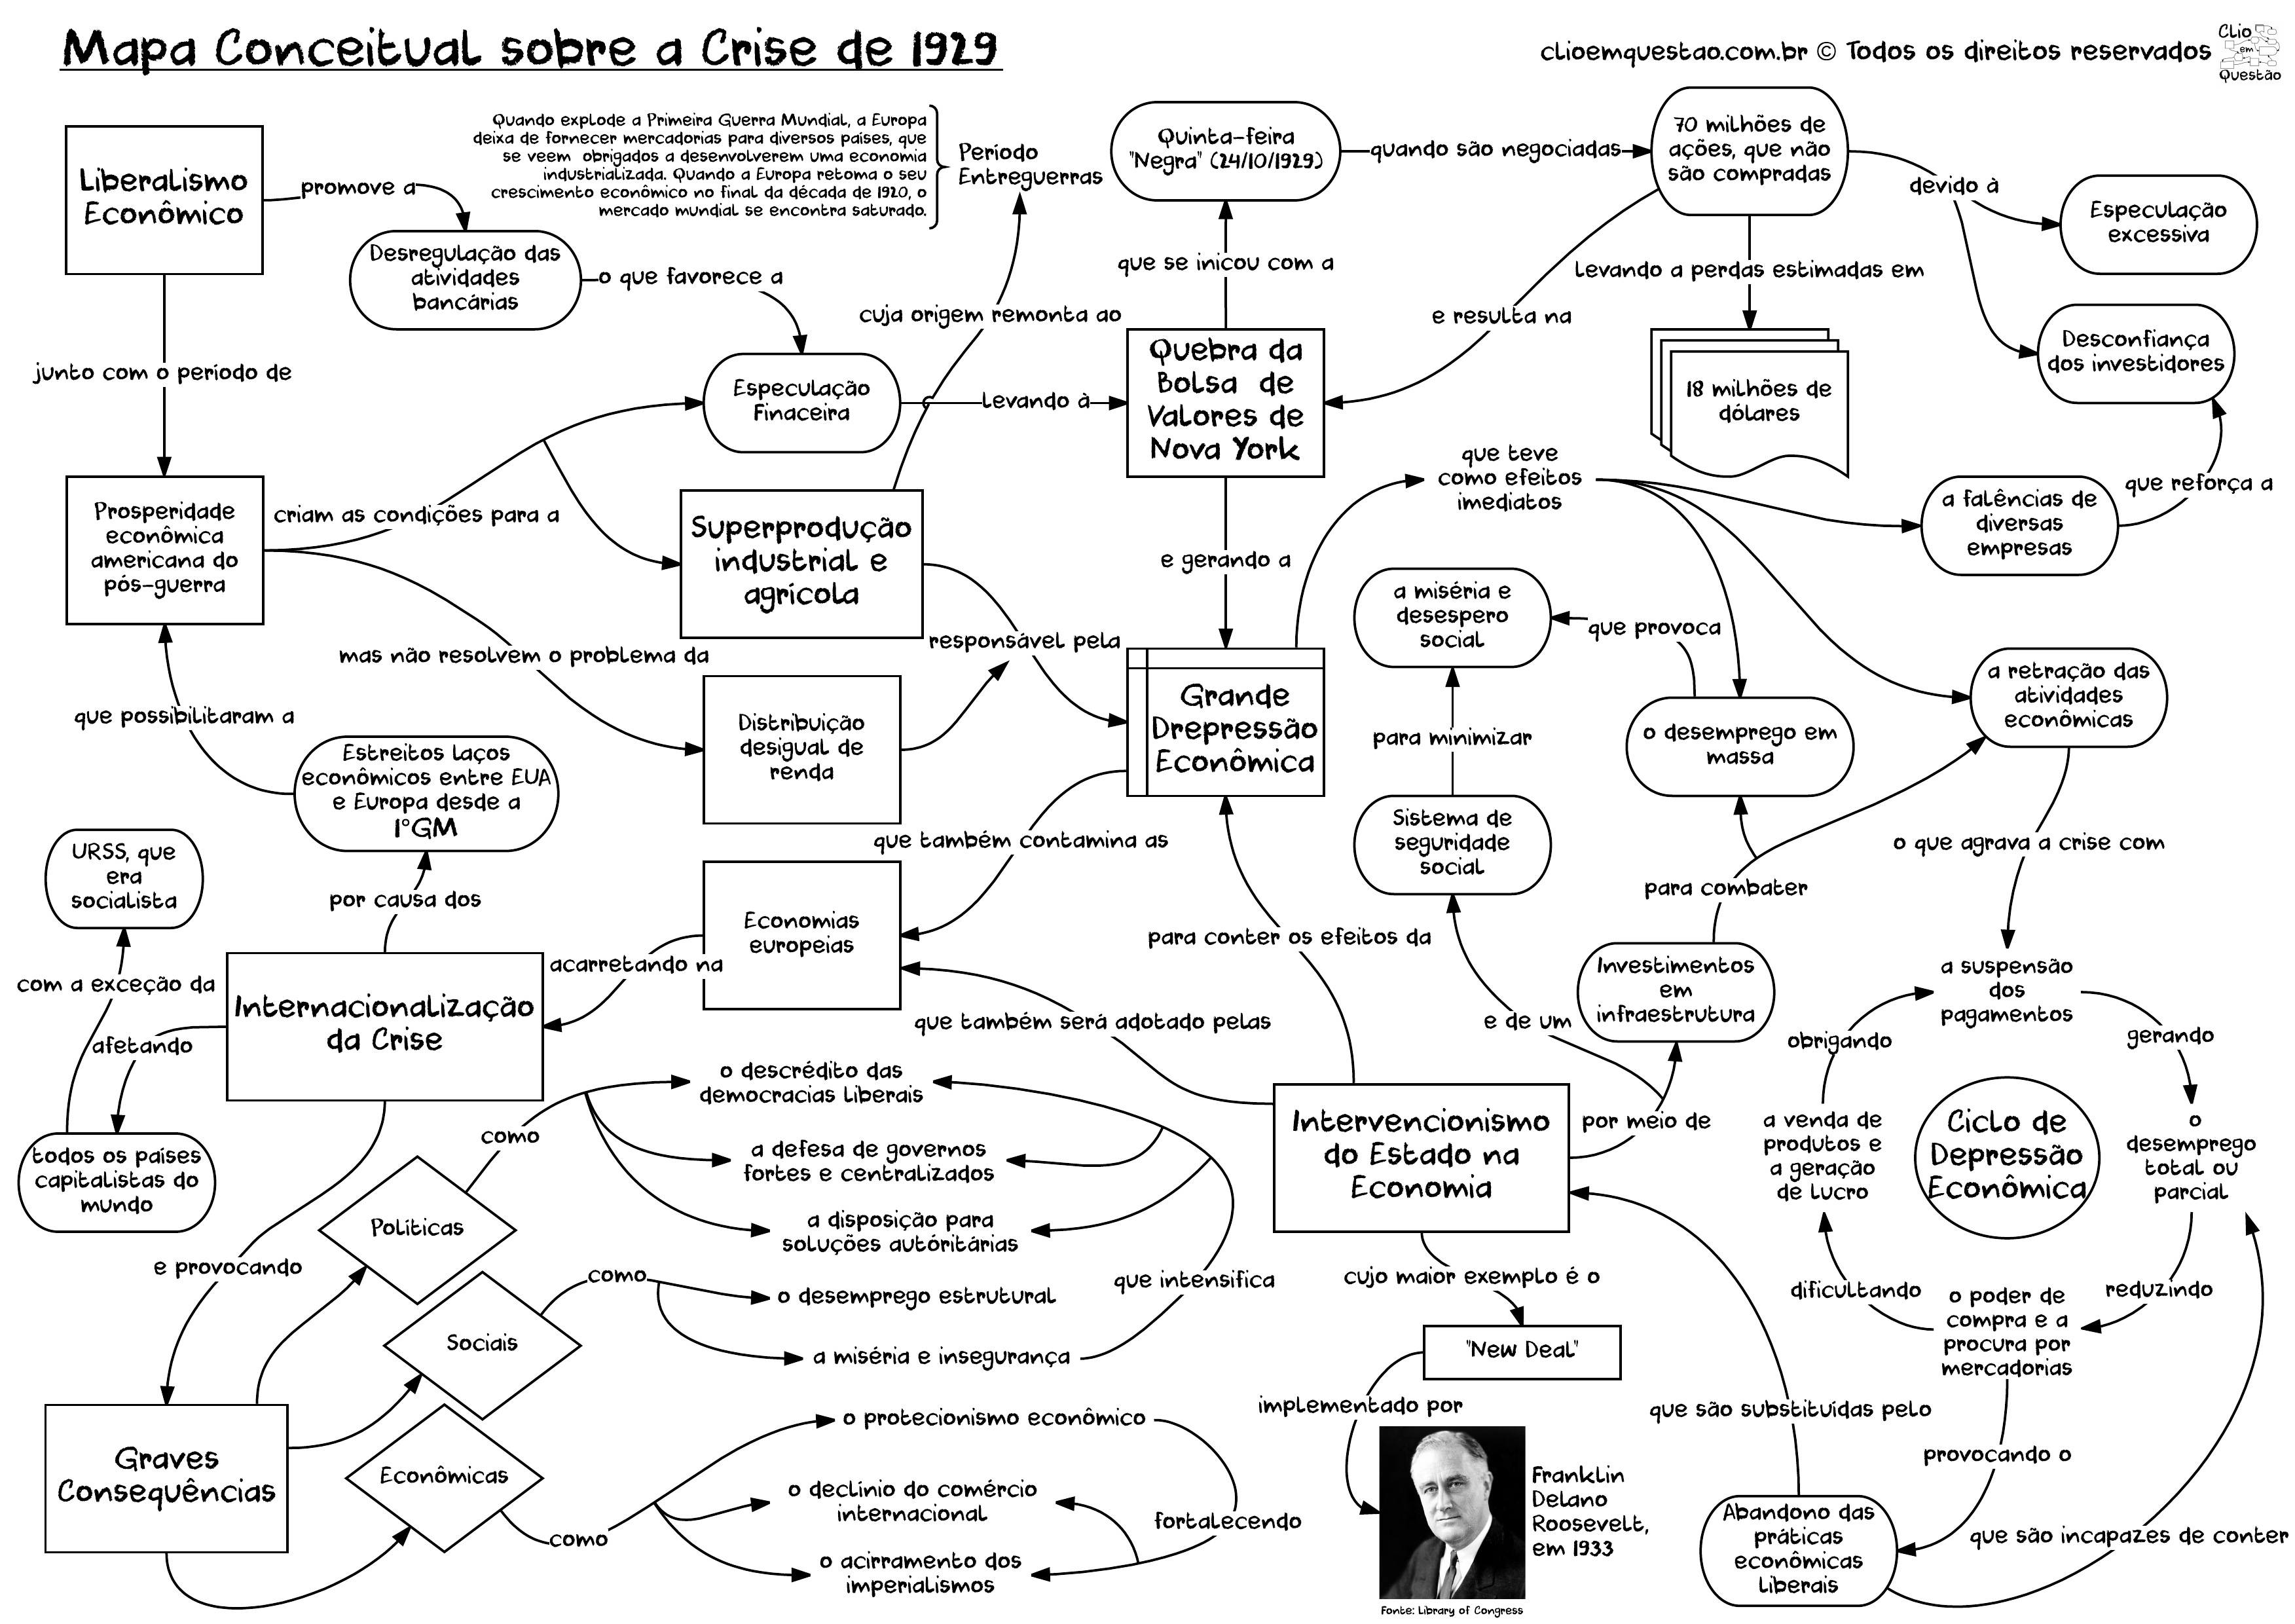 Mapa Conceitual sobre a Crise de 1929
clioemquestao.com.br © Todos os direitos reservados
Clio
em
Questão
Liberalismo
Econômico
promove a
Desregulação das
atividades
bancárias
o que favorece a
Quando explode a Primeira Guerra Mundial, a Europa
deixa de fornecer mercadorias para diversos países, que
se veem obrigados a desenvolverem uma economia
industrializada. Quando a Europa retoma o seu
crescimento econômico no final da década de 1920, o
mercado mundial se encontra saturado.
Período
Entreguerras
Quinta-feira
"Negra" (24/10/1929)
quando são negociadas
70 milhões de
ações, que não
são compradas
devido à
Especulação
excessiva
que se inicou com a
levando a perdas estimadas em
cuja origem remonta ao
e resulta na
Desconfiança
dos investidores
junto com o período de
Especulação
Finaceira
levando à
Quebra da
Bolsa de
Valores de
Nova York
18 milhões de
dólares
que teve
como efeitos
imediatos
a falências de
diversas
empresas
que reforça a
Prosperidade
econômica
americana do
pós-guerra
criam as condições para a
Superprodução
industrial e
agrícola
e gerando a
a miséria e
desespero
social
que provoca
responsável pela
mas não resolvem o problema da
Grande
Drepressão
Econômica
a retração das
atividades
econômicas
que possibilitaram a
Distribuição
desigual de
renda
para minimizar
o desemprego em
massa
Estreitos laços
econômicos entre EUA
e Europa desde a
1°GM
que também contamina as
Sistema de
seguridade
social
o que agrava a crise com
URSS, que
era
socialista
por causa dos
para combater
Economias
europeias
para conter os efeitos da
acarretando na
com a exceção da
Internacionalização
da Crise
afetando
que também será adotado pelas
e de um
Investimentos
em
infraestrutura
a suspensão
dos
pagamentos
obrigando
gerando
o descrédito das
democracias liberais
Intervencionismo
do Estado na
Economia
por meio de
a venda de
produtos e
a geração
de lucro
Ciclo de
Depressão
Econômica
o
desemprego
total ou
parcial
como
a defesa de governos
fortes e centralizados
todos os países
capitalistas do
mundo
Políticas
a disposição para
soluções autóritárias
e provocando
como
o desemprego estrutural
que intensifica
cujo maior exemplo é o
dificultando
o poder de
compra e a
procura por
mercadorias
reduzindo
Sociais
a miséria e insegurança
"New Deal"
implementado por
que são substituídas pelo
Graves
Consequências
Econômicas
como
o protecionismo econômico
o declínio do comércio
internacional
fortalecendo
o acirramento dos
imperialismos
Franklin
Delano
Roosevelt,
em 1933
Fonte: Library of Congress
provocando o
Abandono das
práticas
econômicas
liberais
que são incapazes de conter